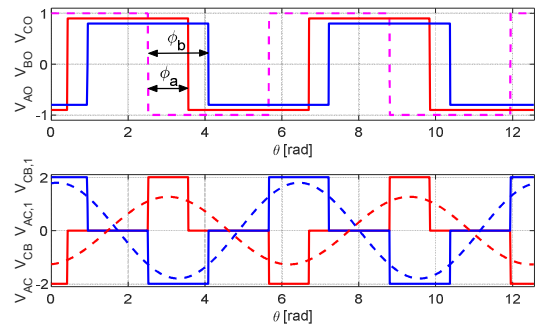 V_AO V_BO V_CO
1
0
-1
ϕ_b
ϕ_a
0 2 4 6 8 10 12
θ [rad]
V_AC V_CB V_AC,1 V_CB,1
2
0
-2
0 2 4 6 8 10 12
θ [rad]